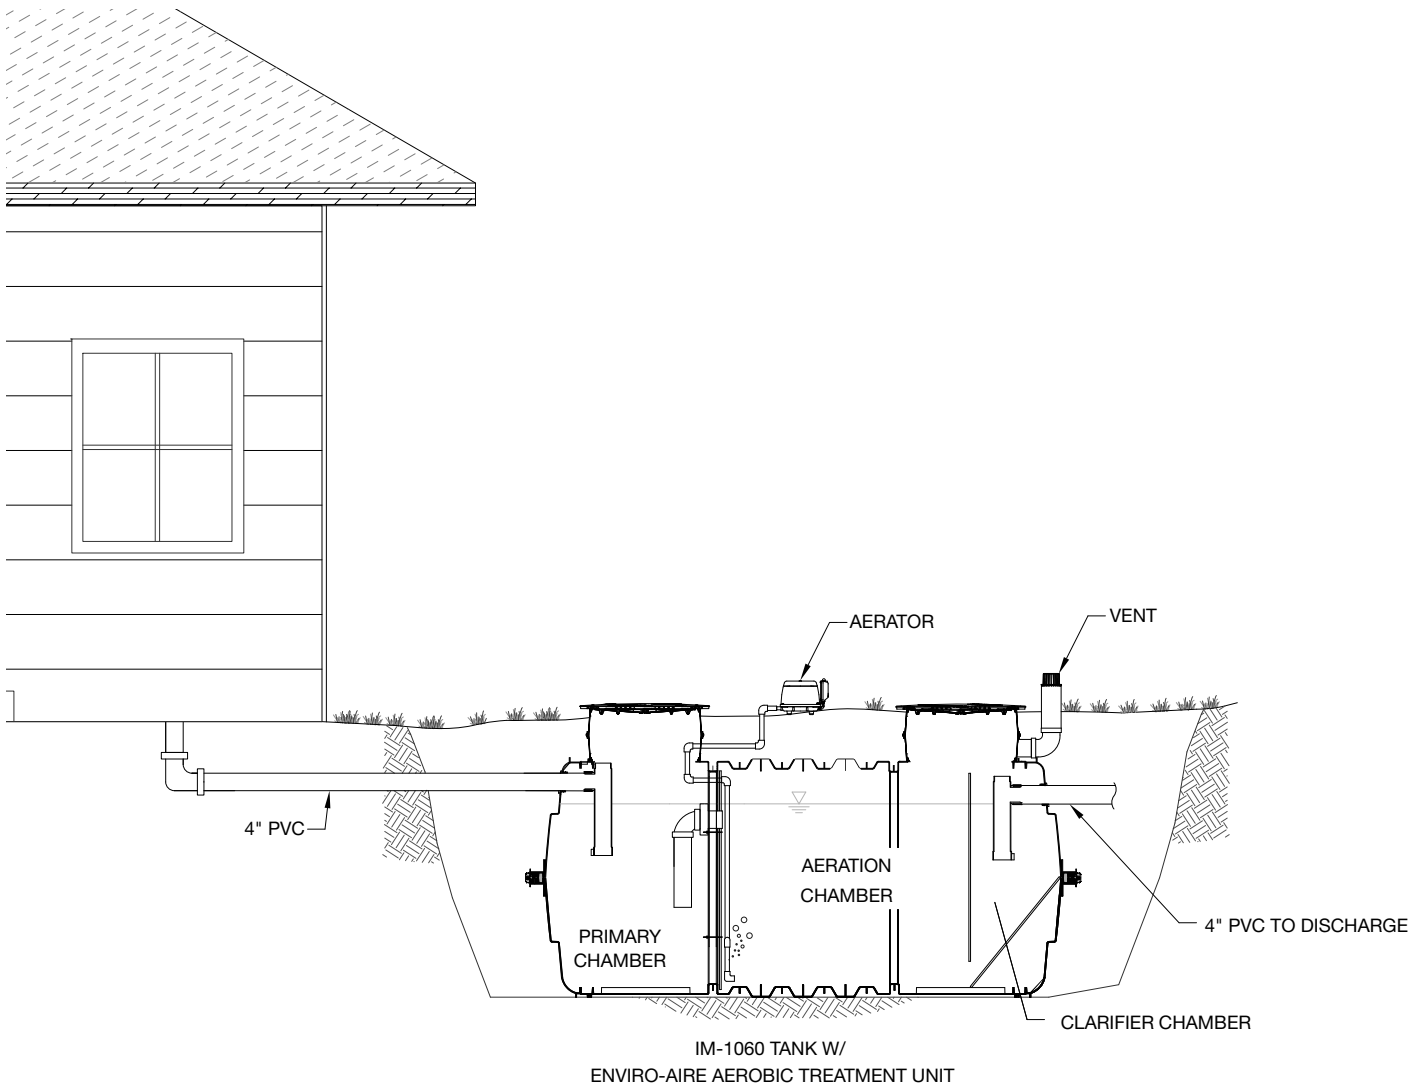 AERATOR
VENT
4" PVC
AERATION
CHAMBER
PRIMARY
CHAMBER
4" PVC TO DISCHARGE
CLARIFIER CHAMBER
IM-1060 TANK W/
ENVIRO-AIRE AEROBIC TREATMENT UNIT